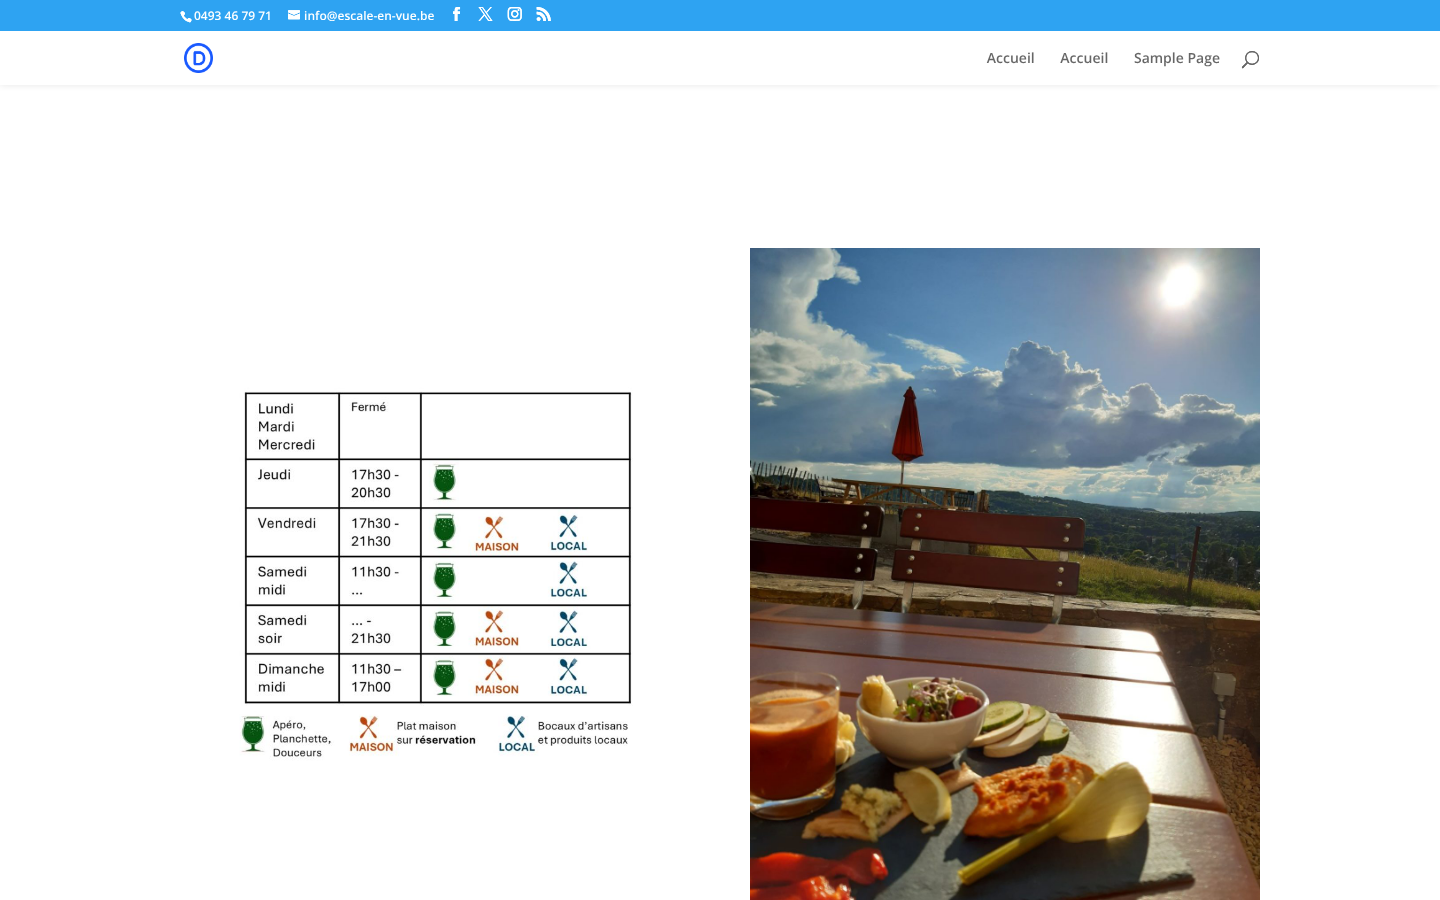 0493 46 79 71 info@escale-en-vue.be
D
Accueil Accueil Sample Page
Lundi
Mardi
Mercredi
Fermé
Jeudi
17h30 -
20h30
Vendredi
17h30 -
21h30
MAISON LOCAL
Samedi
midi
11h30 -
...
LOCAL
Samedi
soir
... -
21h30
MAISON LOCAL
Dimanche
midi
11h30 –
17h00
MAISON LOCAL
Apéro,
Planchette,
Douceurs
MAISON
Plat maison
sur réservation
LOCAL
Bocaux d'artisans
et produits locaux